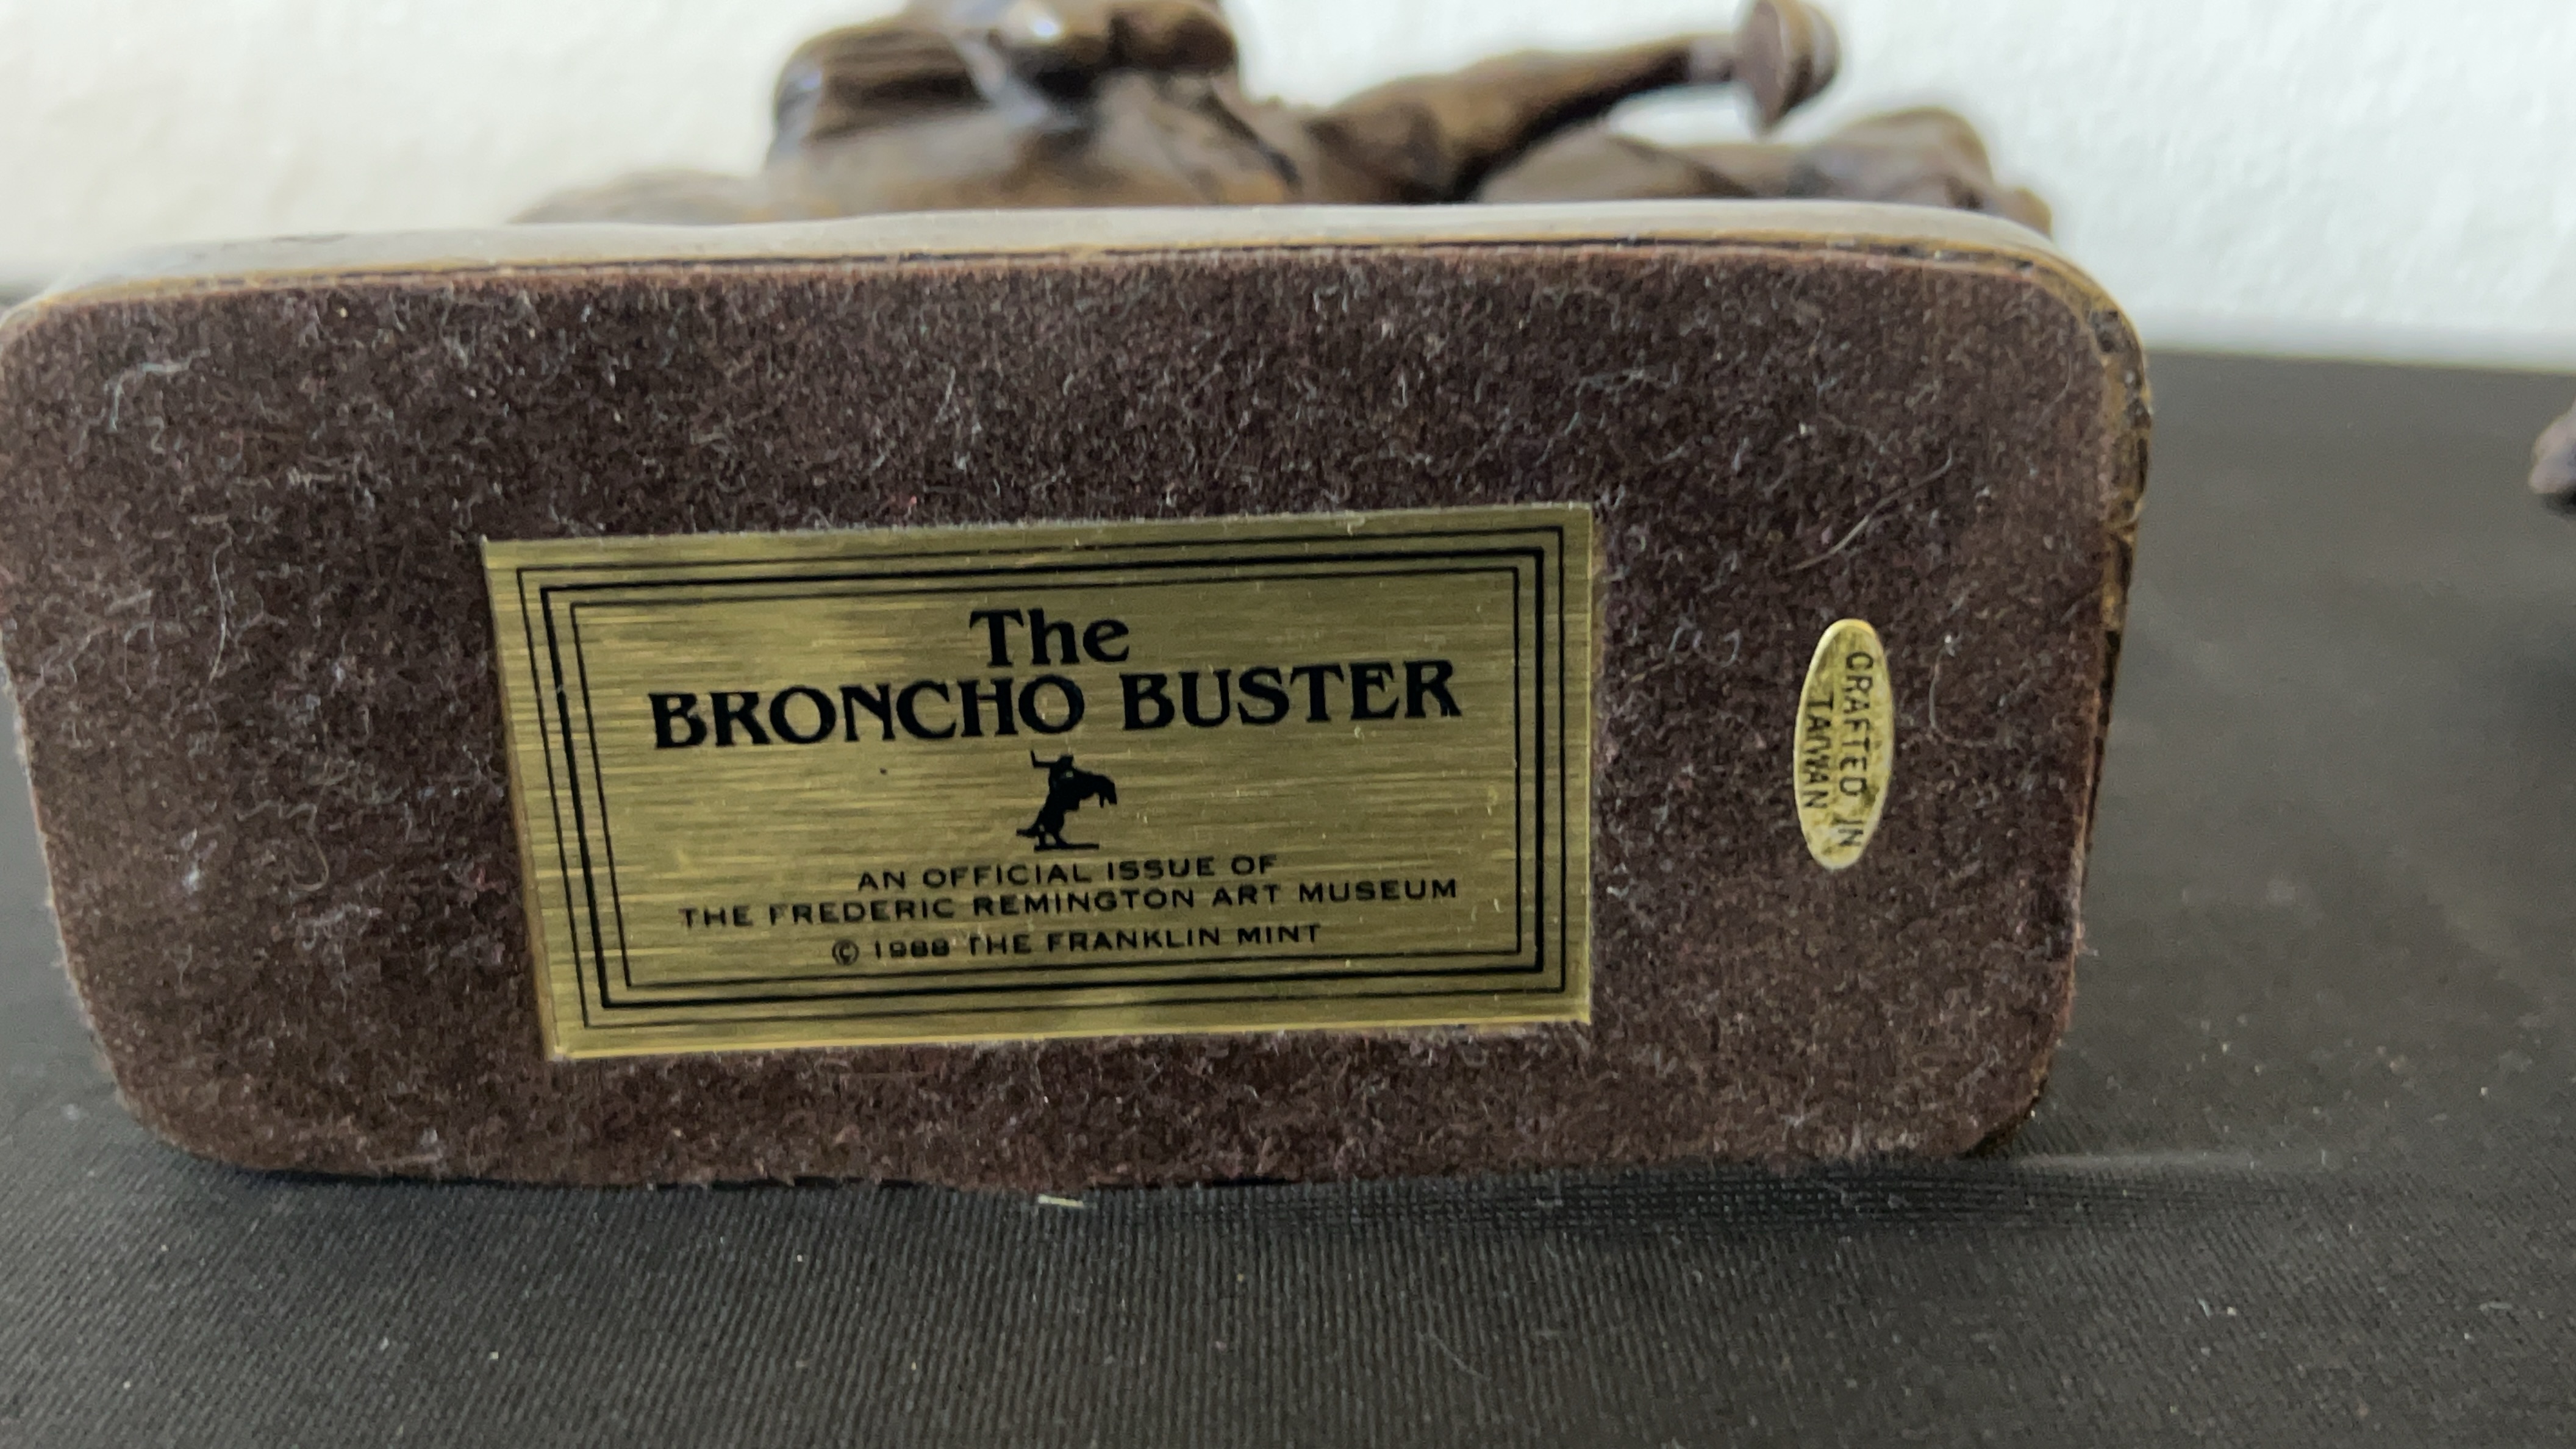 The
BRONCHO BUSTER
AN OFFICIAL ISSUE OF
THE FREDERIC REMINGTON ART MUSEUM
© 1988 THE FRANKLIN MINT
CRAFTED IN
TAIWAN